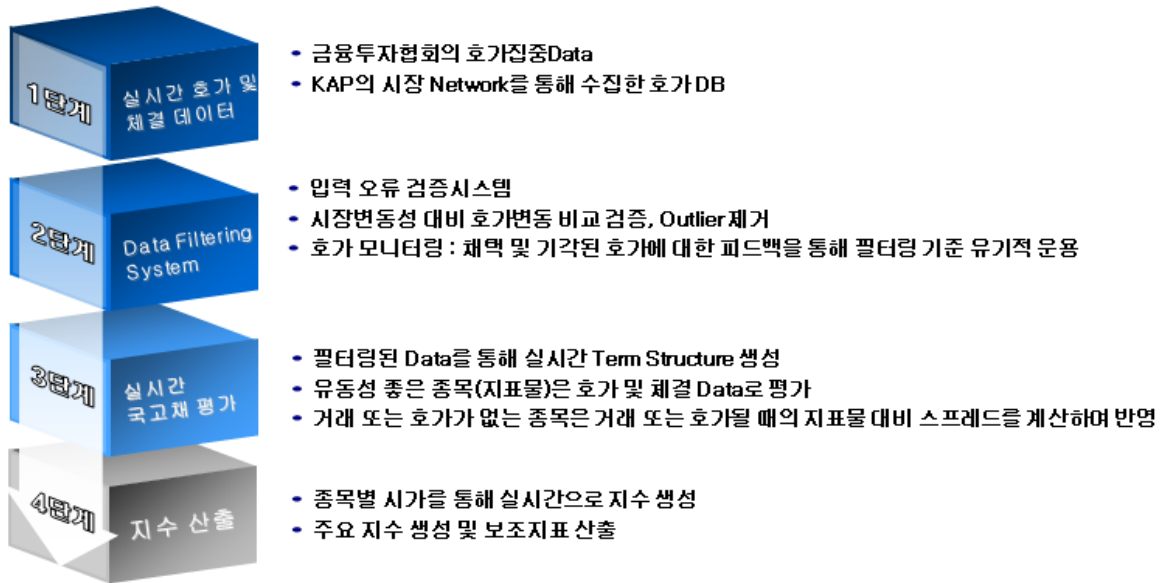 1단계
실시간 호가 및
체결 데이터
• 금융투자협회의 호가집중Data
• KAP의 시장 Network를 통해 수집한 호가 DB
2단계
Data Filtering
System
• 입력 오류 검증시스템
• 시장변동성 대비 호가변동 비교 검증, Outlier 제거
• 호가 모니터링 : 채택 및 기각된 호가에 대한 피드백을 통해 필터링 기준 유기적 운용
3단계
실시간
국고채 평가
• 필터링된 Data를 통해 실시간 Term Structure 생성
• 유동성 좋은 종목(지표물)은 호가 및 체결 Data로 평가
• 거래 또는 호가가 없는 종목은 거래 또는 호가될 때의 지표물 대비 스프레드를 계산하여 반영
4단계
지수 산출
• 종목별 시가를 통해 실시간으로 지수 생성
• 주요 지수 생성 및 보조지표 산출